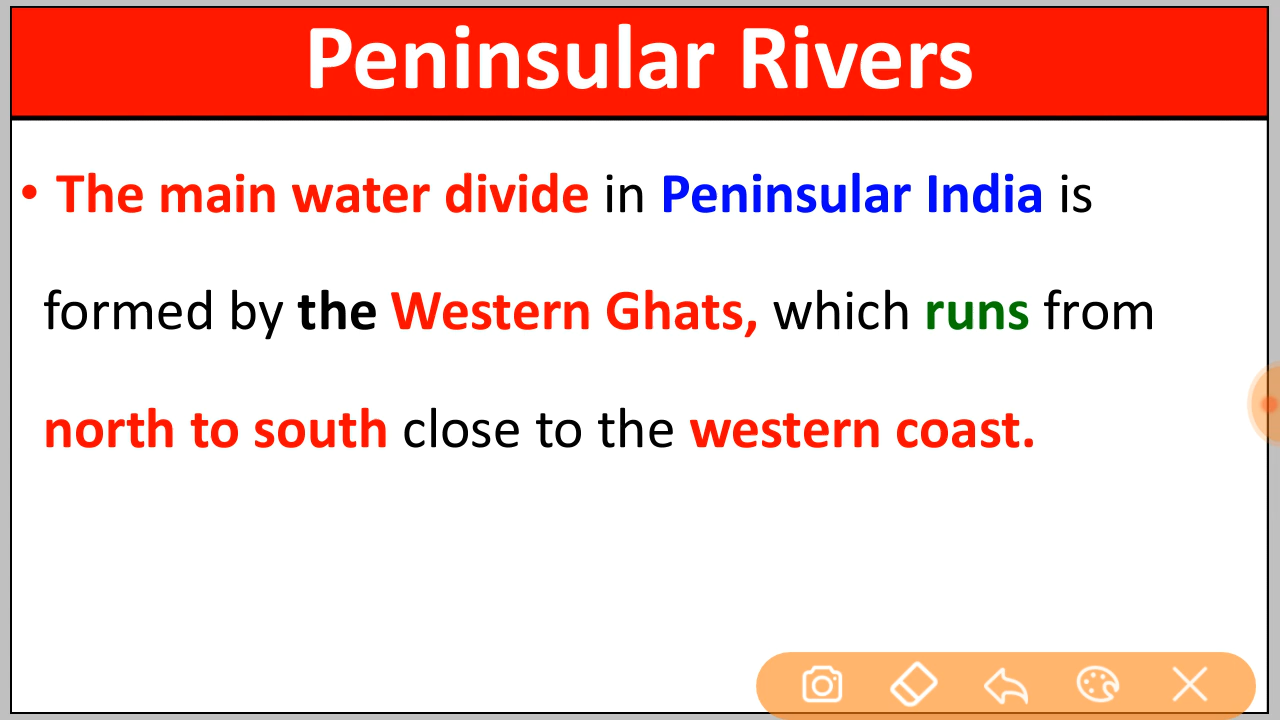 Peninsular Rivers
• The main water divide in Peninsular India is
formed by the Western Ghats, which runs from
north to south close to the western coast.